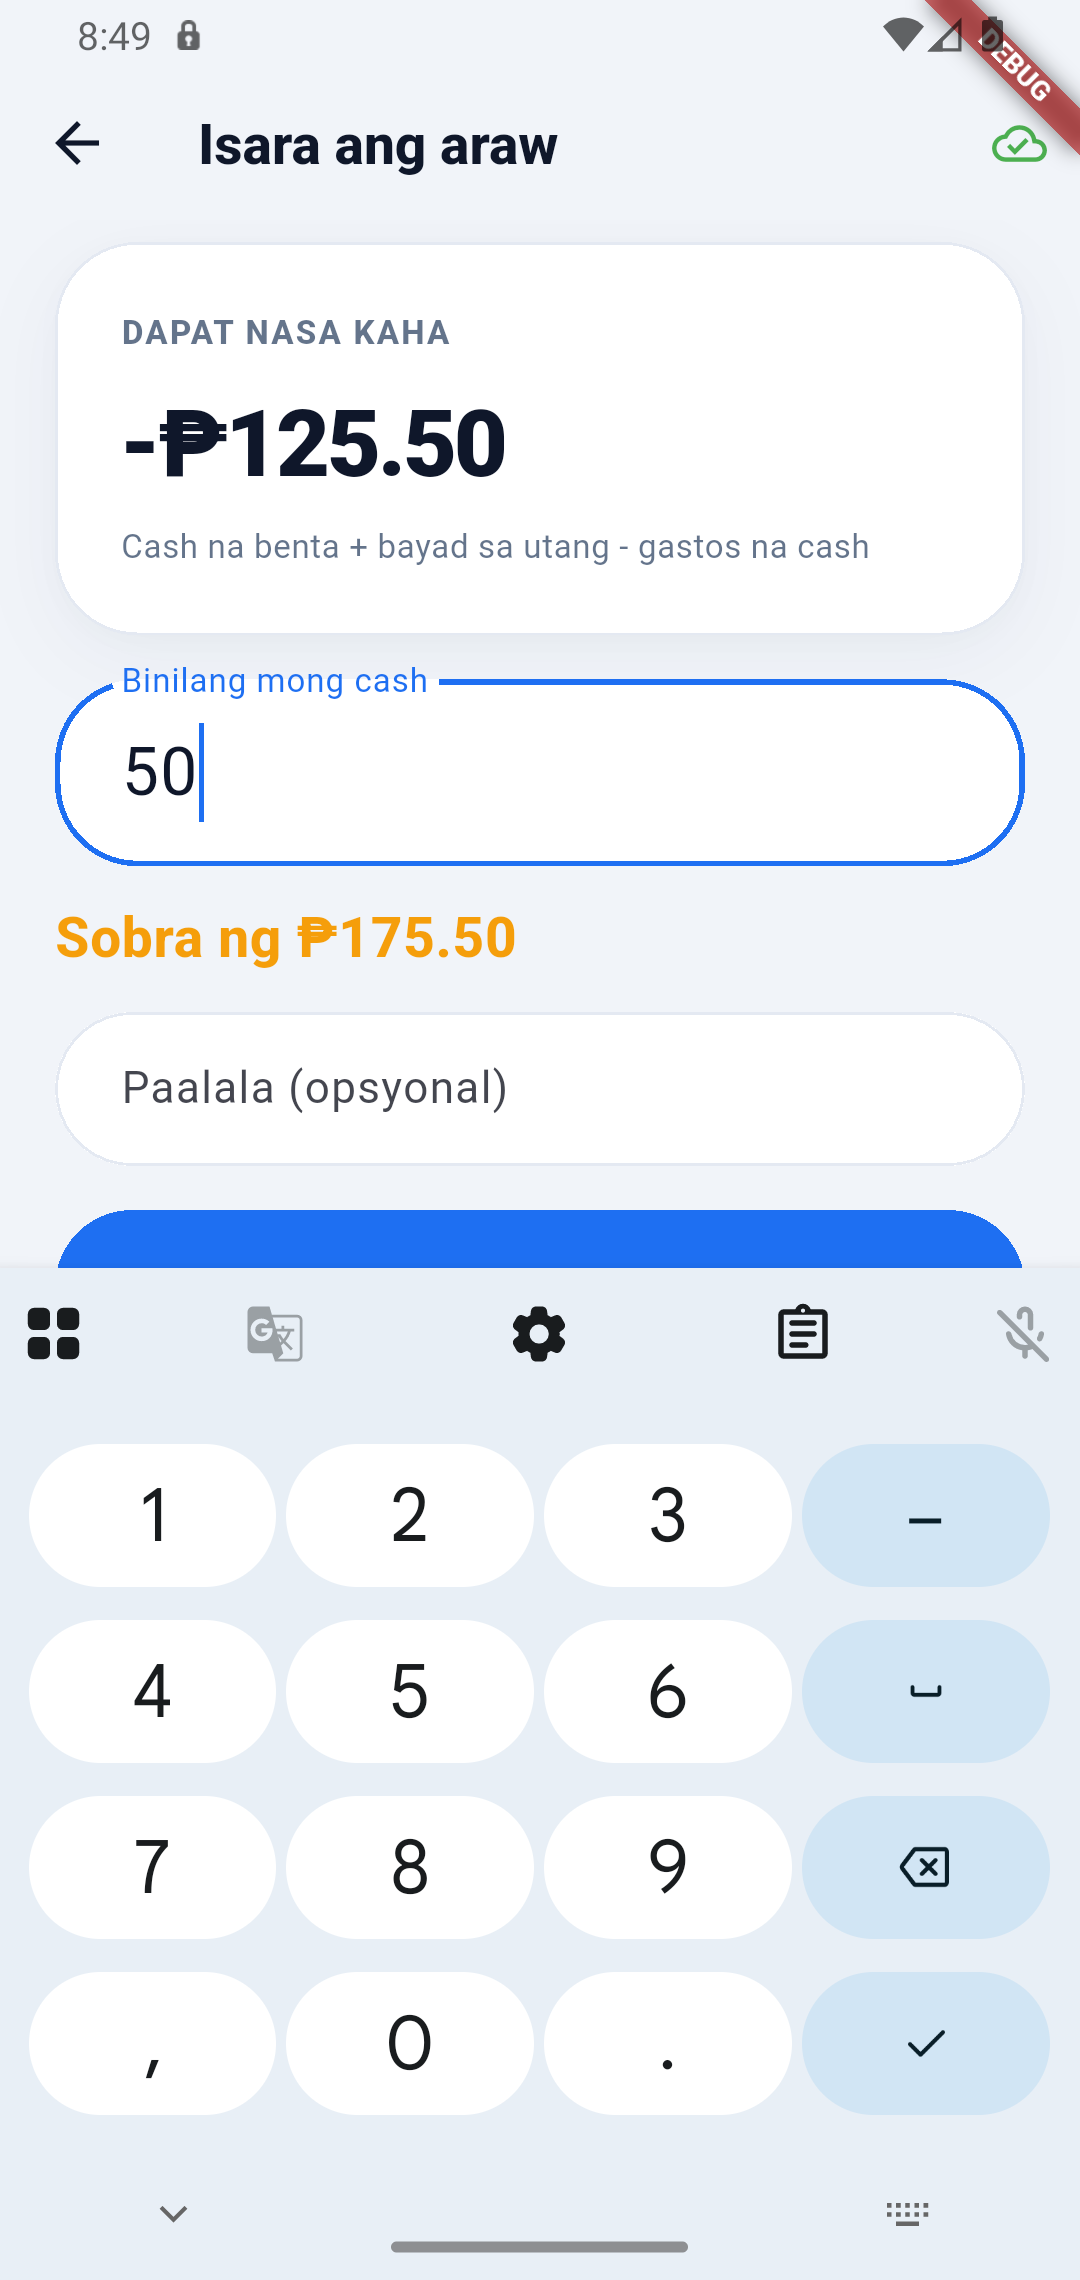 8:49
DEBUG
Isara ang araw
DAPAT NASA KAHA
-₱125.50
Cash na benta + bayad sa utang - gastos na cash
Binilang mong cash
50
Sobra ng ₱175.50
Paalala (opsyonal)
1 2 3 –
4 5 6
7 8 9
, 0 .